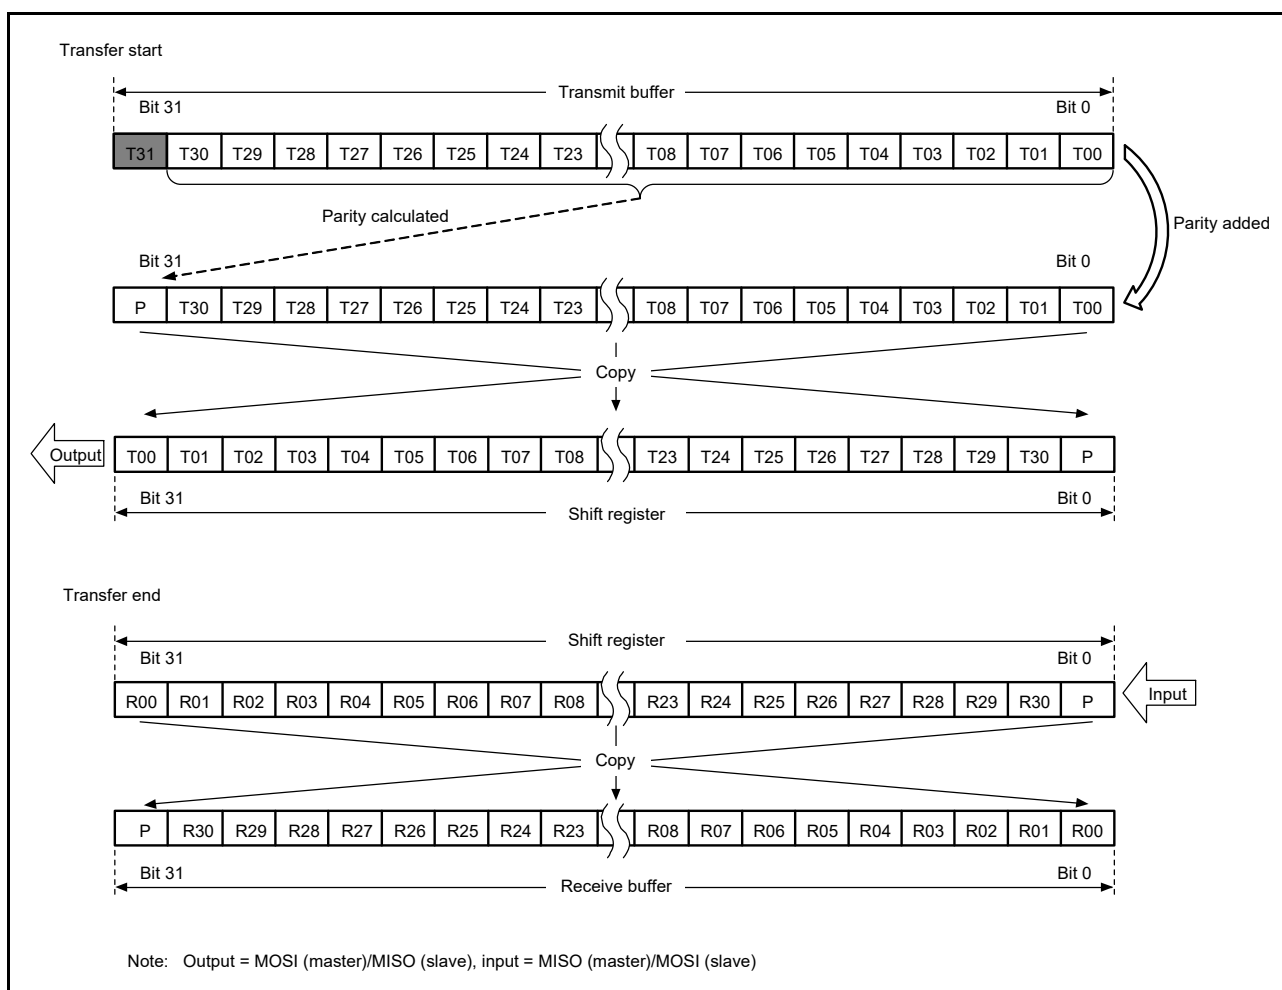 Transfer start
Transmit buffer
Bit 31 Bit 0
T31 T30 T29 T28 T27 T26 T25 T24 T23 T08 T07 T06 T05 T04 T03 T02 T01 T00
Parity calculated
Parity added
Bit 31 Bit 0
P T30 T29 T28 T27 T26 T25 T24 T23 T08 T07 T06 T05 T04 T03 T02 T01 T00
Copy
Output
T00 T01 T02 T03 T04 T05 T06 T07 T08 T23 T24 T25 T26 T27 T28 T29 T30 P
Bit 31 Bit 0
Shift register
Transfer end
Shift register
Bit 31 Bit 0
R00 R01 R02 R03 R04 R05 R06 R07 R08 R23 R24 R25 R26 R27 R28 R29 R30 P
Input
Copy
P R30 R29 R28 R27 R26 R25 R24 R23 R08 R07 R06 R05 R04 R03 R02 R01 R00
Bit 31 Bit 0
Receive buffer
Note: Output = MOSI (master)/MISO (slave), input = MISO (master)/MOSI (slave)